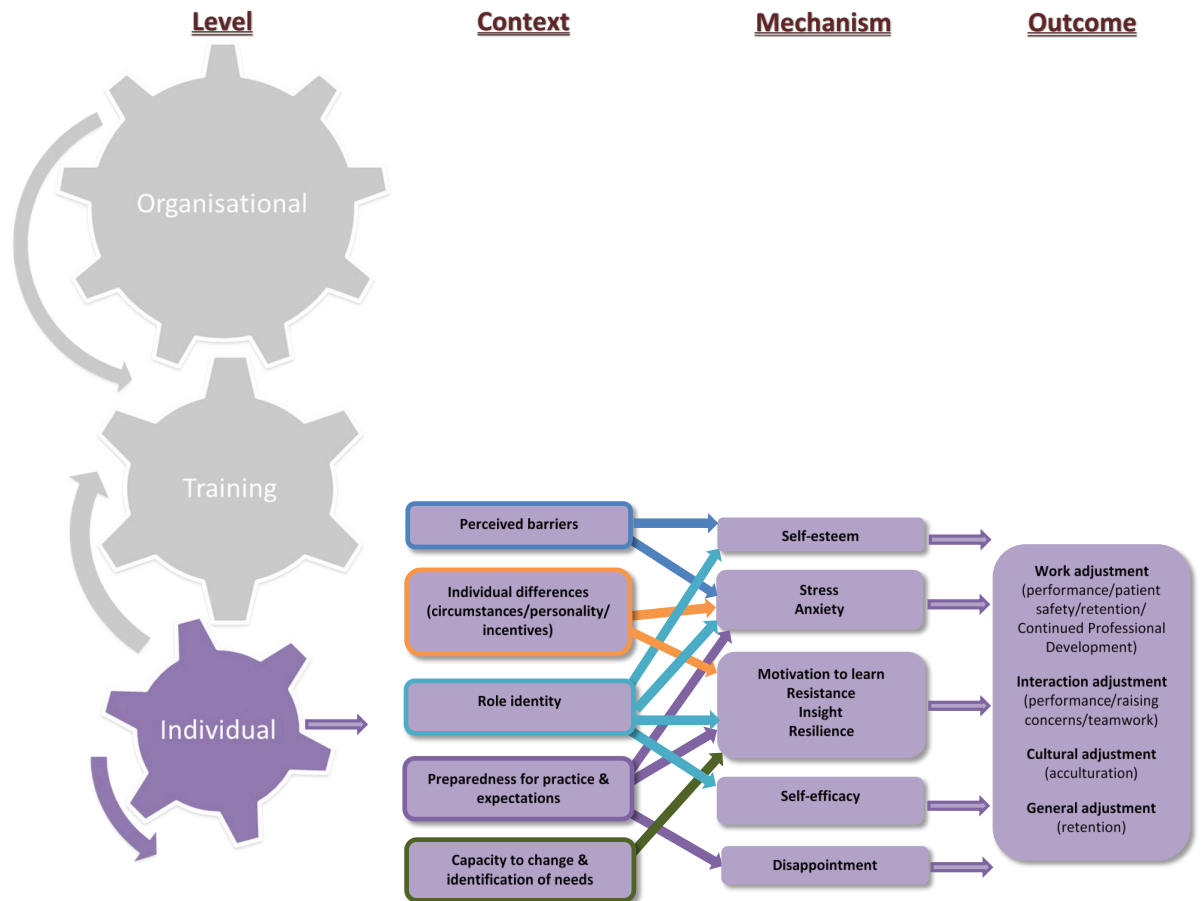 Level
Context
Mechanism
Outcome
Organisational
Training
Individual
Perceived barriers
Individual differences
(circumstances/personality/
incentives)
Role identity
Preparedness for practice &
expectations
Capacity to change &
identification of needs
Self-esteem
Stress
Anxiety
Motivation to learn
Resistance
Insight
Resilience
Self-efficacy
Disappointment
Work adjustment
(performance/patient
safety/retention/
Continued Professional
Development)
Interaction adjustment
(performance/raising
concerns/teamwork)
Cultural adjustment
(acculturation)
General adjustment
(retention)